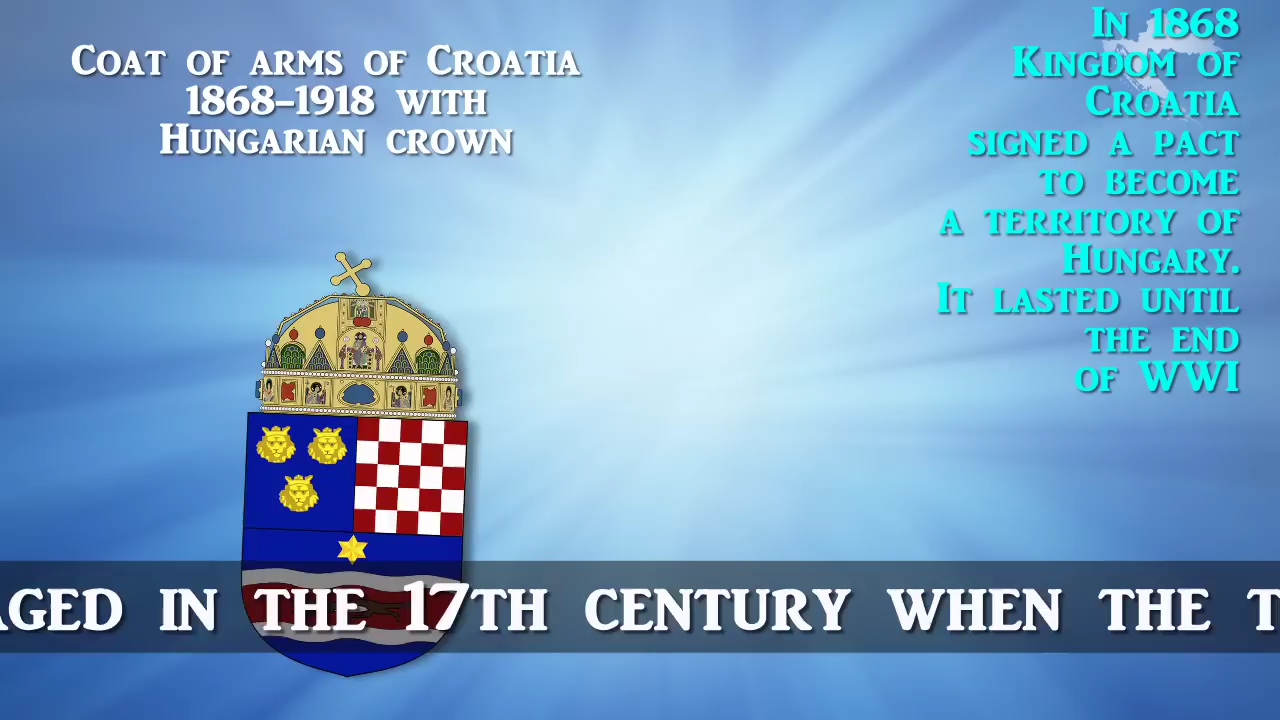 Coat of arms of Croatia
1868-1918 with
Hungarian crown
In 1868
Kingdom of
Croatia
signed a pact
to become
a territory of
Hungary.
It lasted until
the end
of WWI
in the 17th century when the